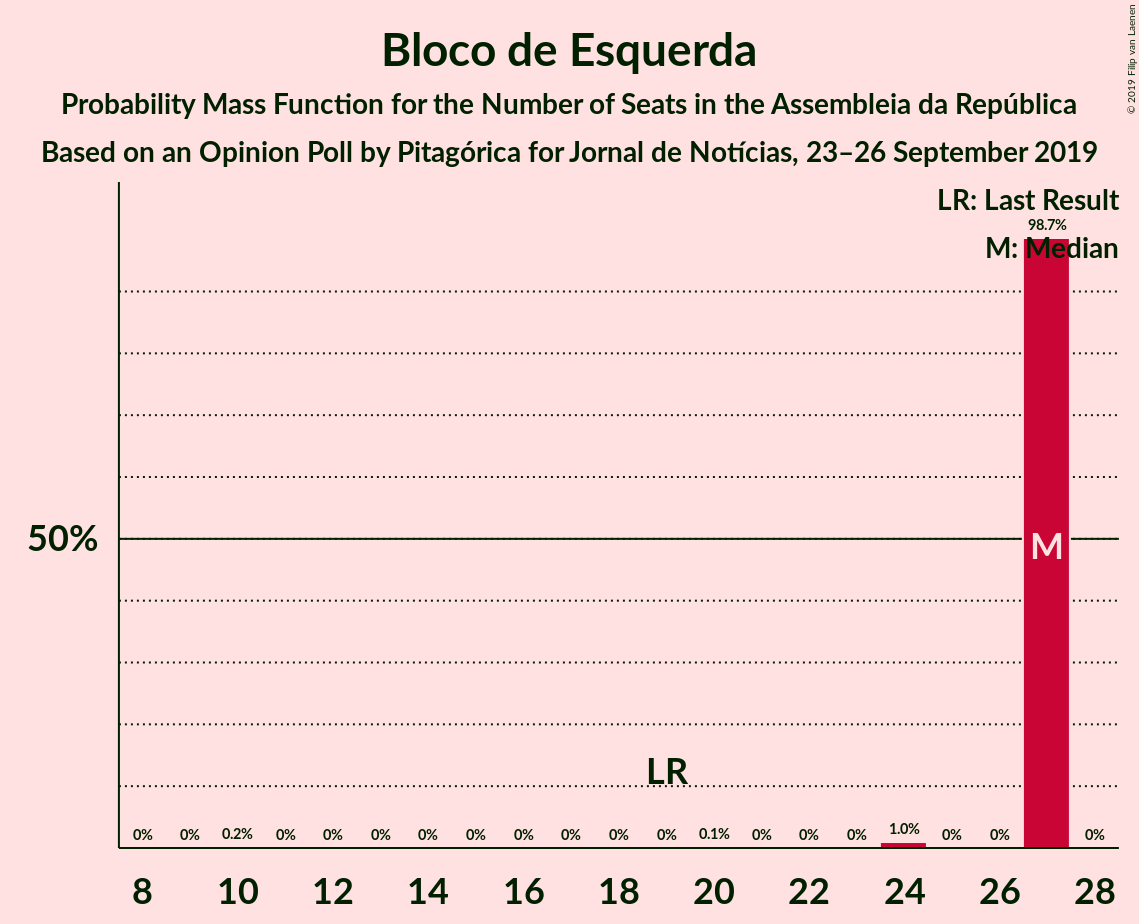 Bloco de Esquerda
Probability Mass Function for the Number of Seats in the Assembleia da República
Based on an Opinion Poll by Pitagórica for Jornal de Notícias, 23–26 September 2019
© 2019 Filip van Laenen
LR: Last Result
98.7%
M: Median
50%
M
LR
0% 0% 0.2% 0% 0% 0% 0% 0% 0% 0% 0% 0% 0.1% 0% 0% 0% 1.0% 0% 0% 0%
8 10 12 14 16 18 20 22 24 26 28